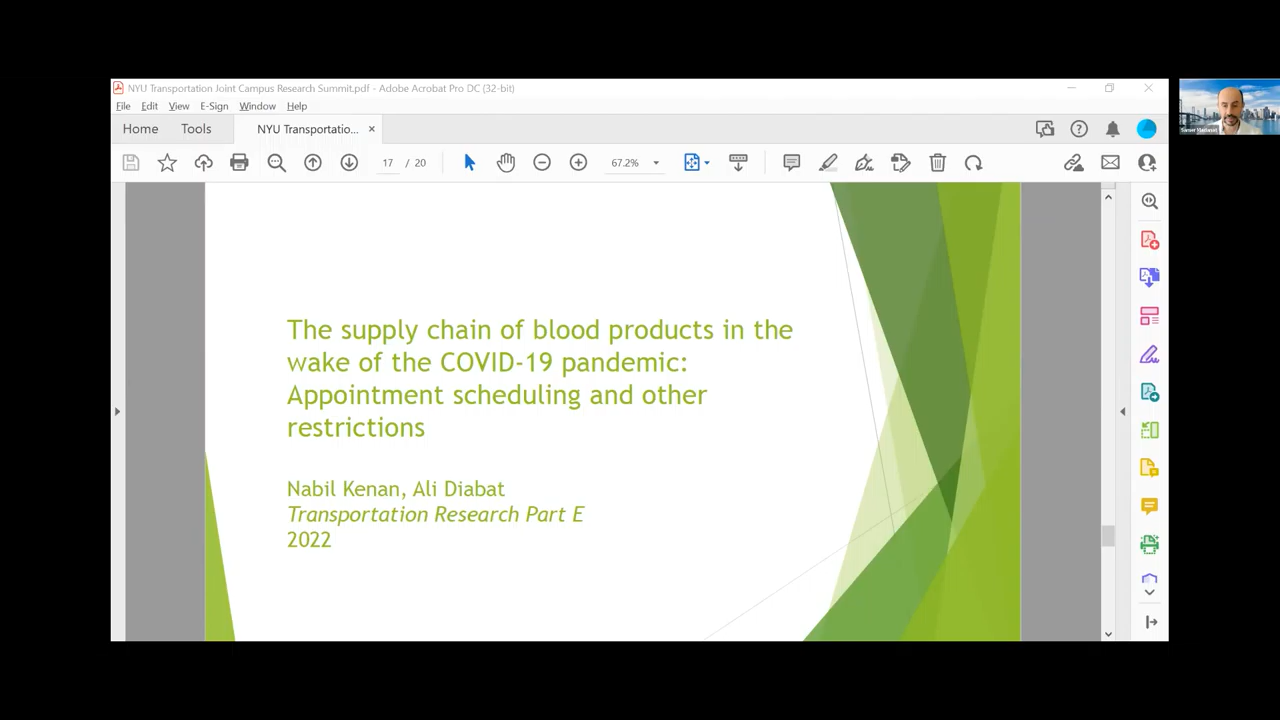 NYU Transportation Joint Campus Research Summit.pdf - Adobe Acrobat Pro DC (32-bit)
File Edit View E-Sign Window Help
Home Tools NYU Transportatio... ×
17 / 20 67.2%
The supply chain of blood products in the
wake of the COVID-19 pandemic:
Appointment scheduling and other
restrictions
Nabil Kenan, Ali Diabat
Transportation Research Part E
2022